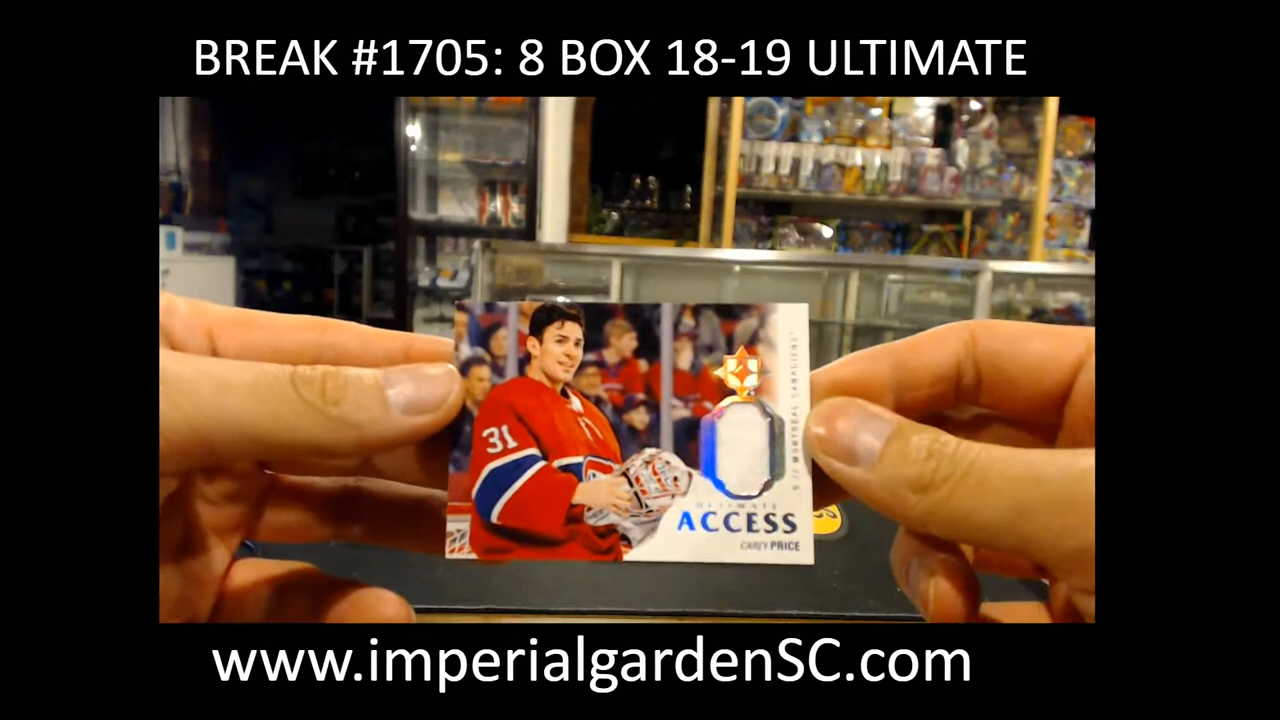 BREAK #1705: 8 BOX 18-19 ULTIMATE
31
ULTIMATE
ACCESS
CAREY PRICE
www.imperialgardenSC.com